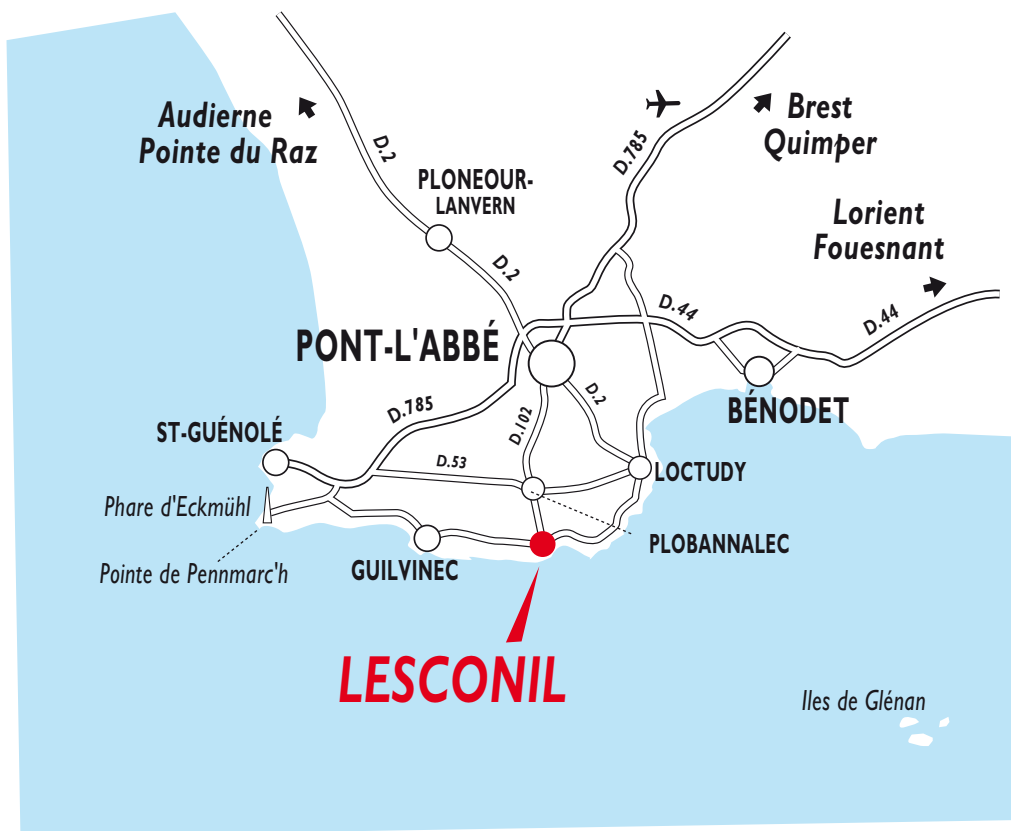 Audierne
Pointe du Raz
D.2
PLONEOUR-
LANVERN
D.2
D.785
Brest
Quimper
Lorient
Fouesnant
D.44
D.44
PONT-L'ABBÉ
BÉNODET
D.785
D.102
D.2
ST-GUÉNOLÉ
D.53
LOCTUDY
Phare d'Eckmühl
PLOBANNALEC
Pointe de Pennmarc'h
GUILVINEC
LESCONIL
Iles de Glénan